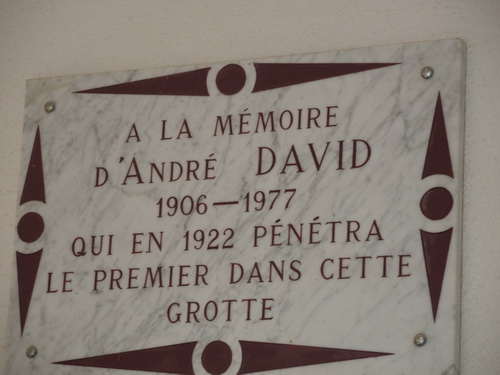 A LA MÉMOIRE
D'ANDRÉ DAVID
1906—1977
QUI EN 1922 PÉNÉTRA
LE PREMIER DANS CETTE
GROTTE